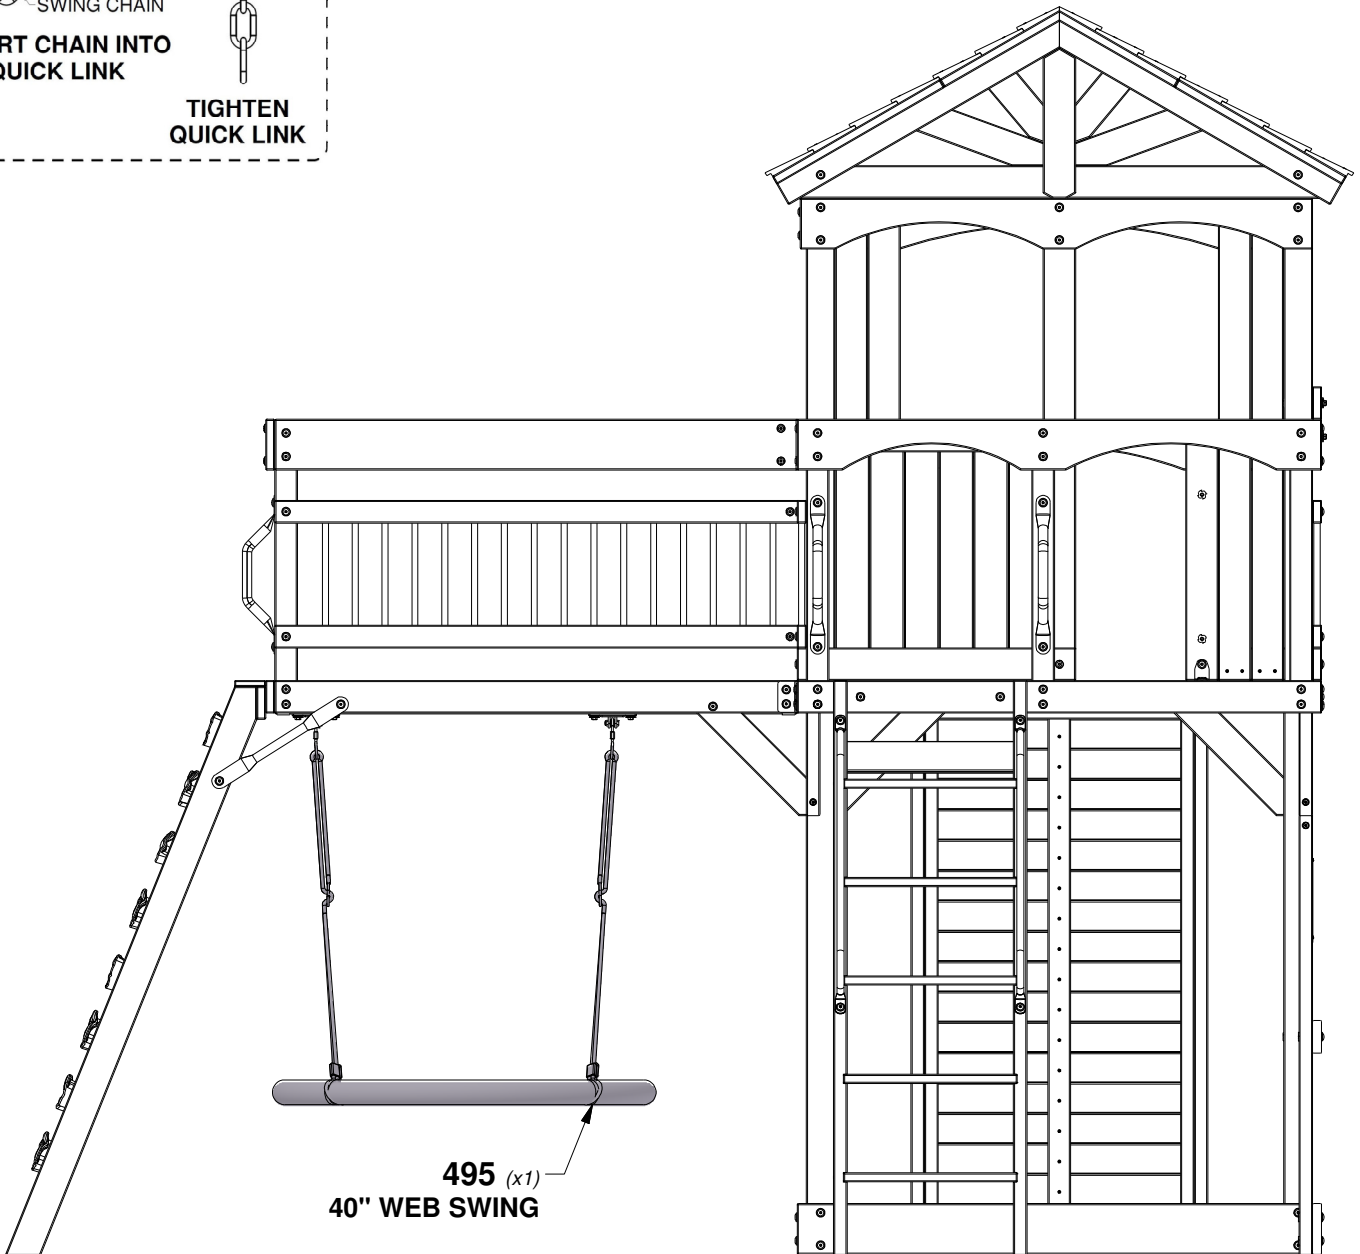 SWING CHAIN
RT CHAIN INTO
QUICK LINK
TIGHTEN
QUICK LINK
495 (x1)
40" WEB SWING